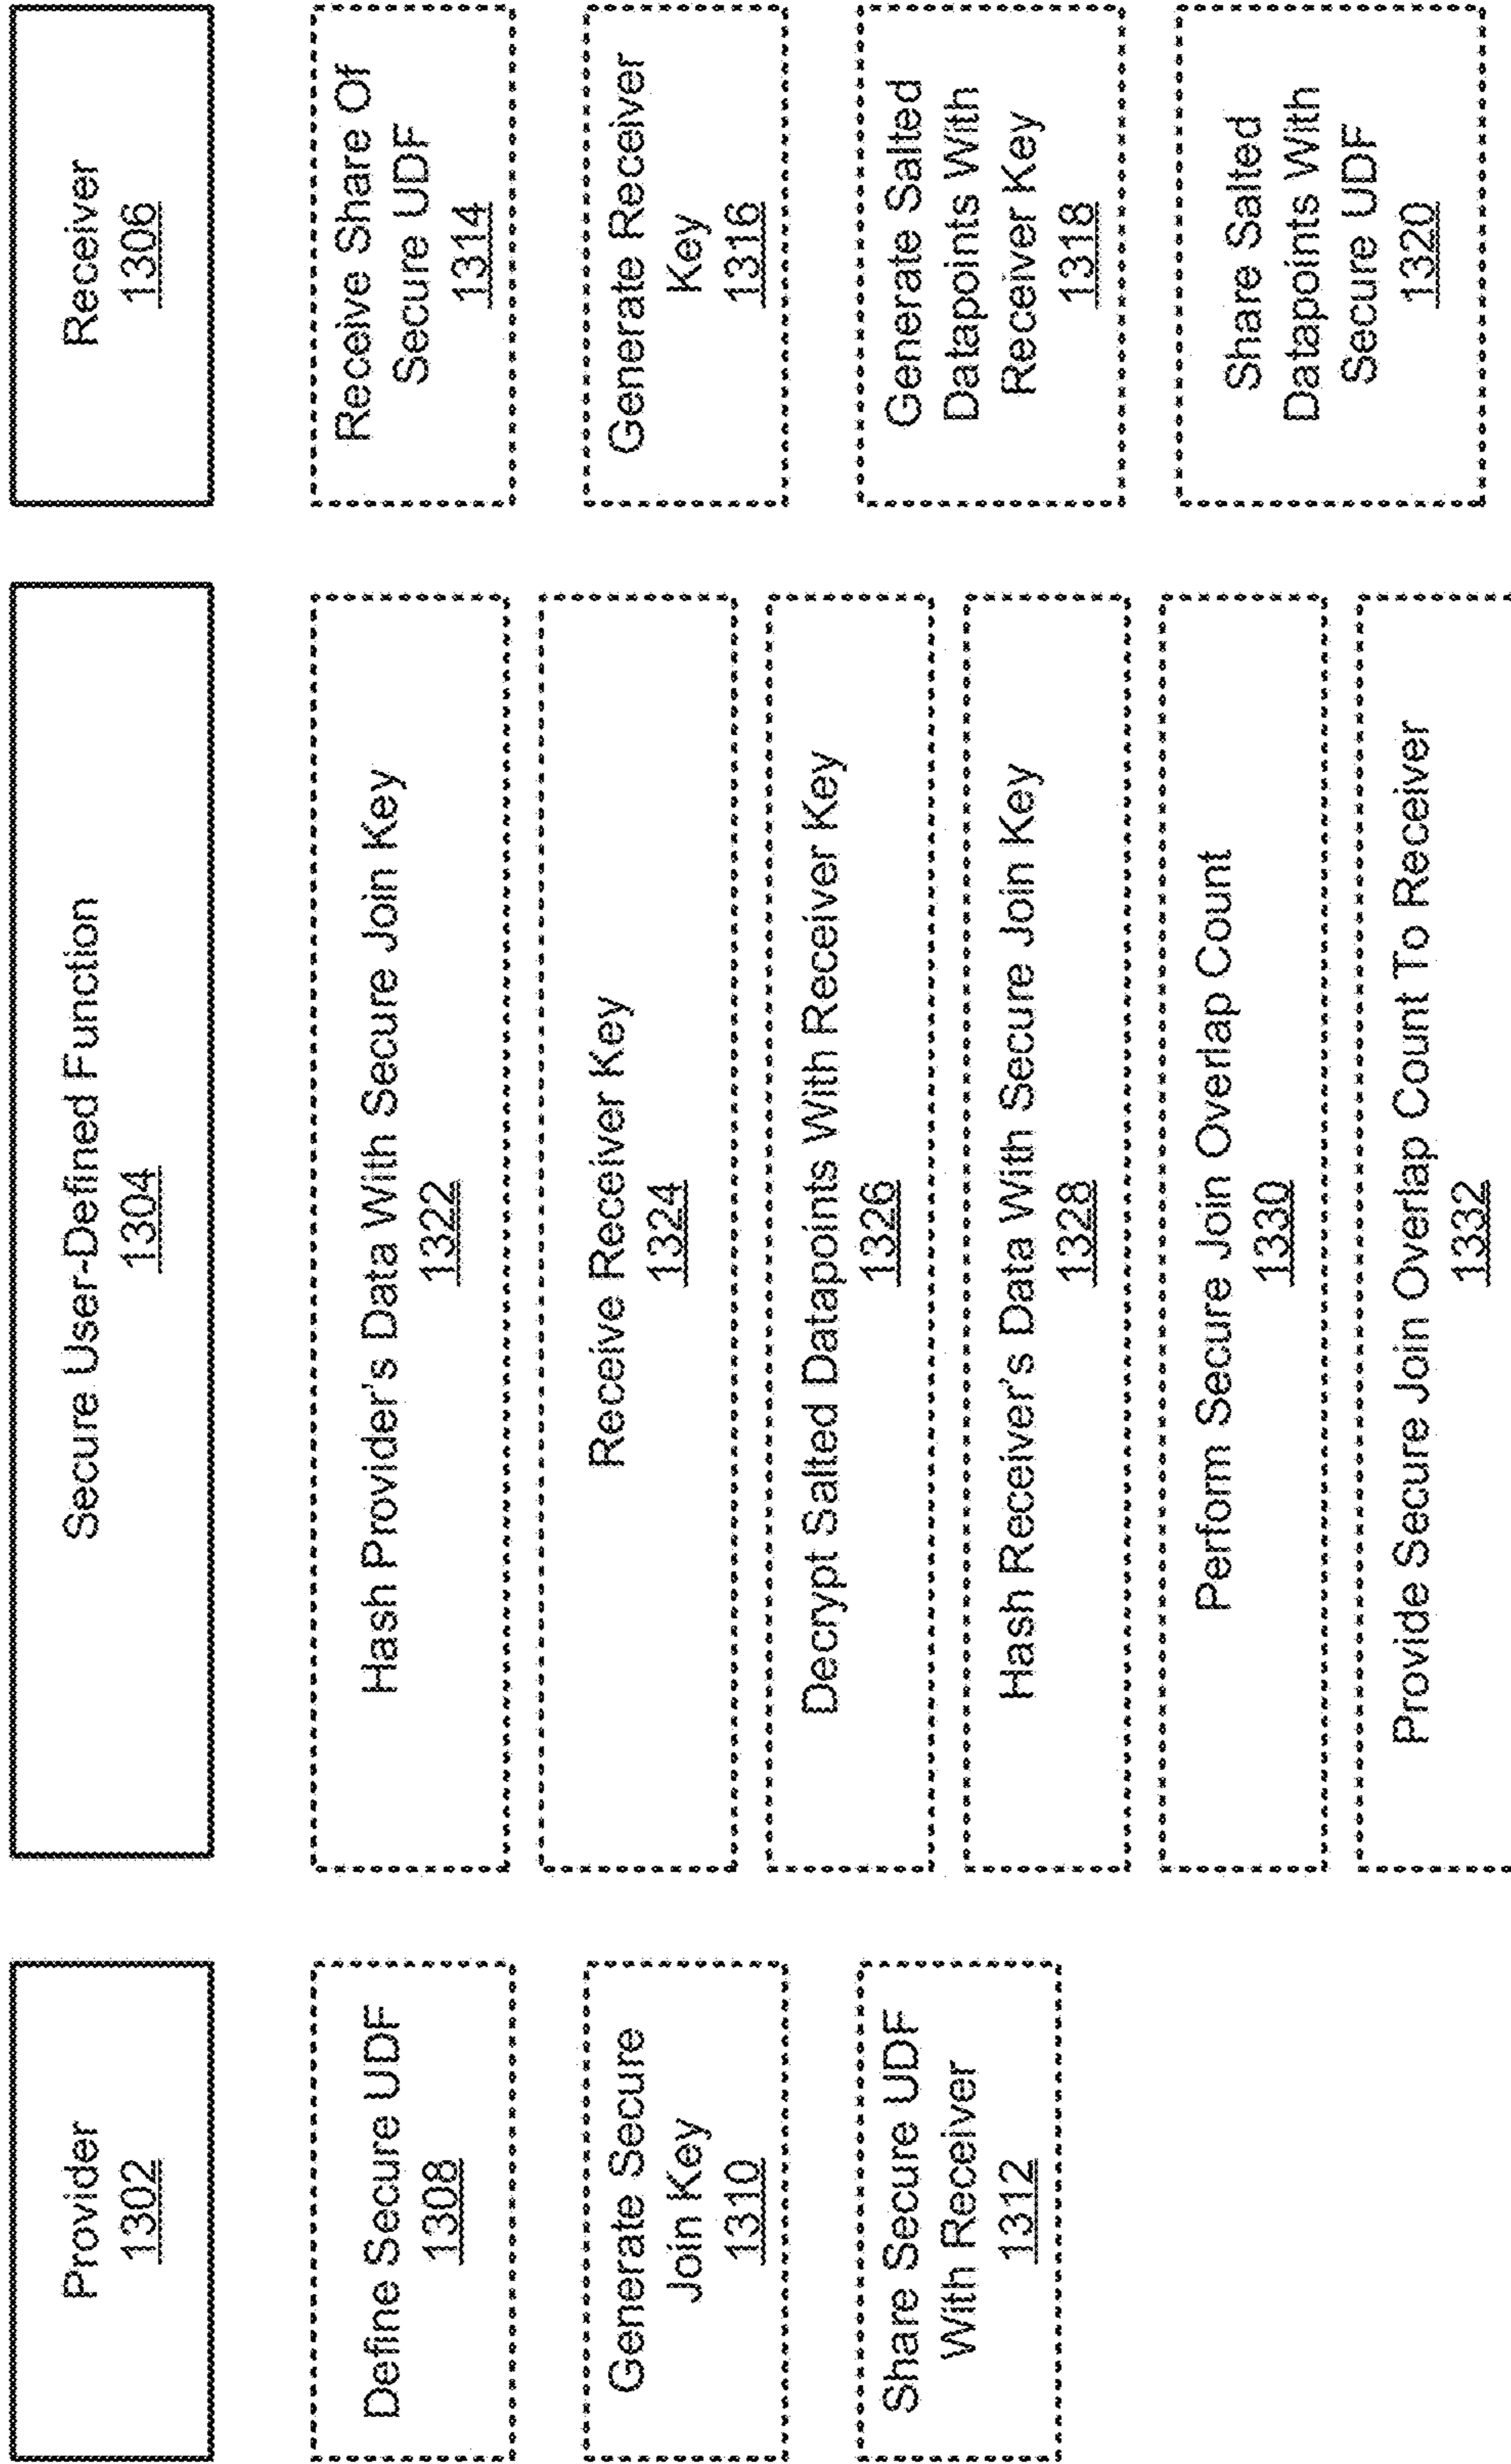 Provider
1302
Define Secure UDF
1308
Generate Secure
Join Key
1310
Share Secure UDF
With Receiver
1312
Secure User-Defined Function
1304
Hash Provider's Data With Secure Join Key
1322
Receive Receiver Key
1324
Decrypt Salted Datapoints With Receiver Key
1326
Hash Receiver's Data With Secure Join Key
1328
Perform Secure Join Overlap Count
1330
Provide Secure Join Overlap Count To Receiver
1332
Receiver
1306
Receive Share Of
Secure UDF
1314
Generate Receiver
Key
1316
Generate Salted
Datapoints With
Receiver Key
1318
Share Salted
Datapoints With
Secure UDF
1320